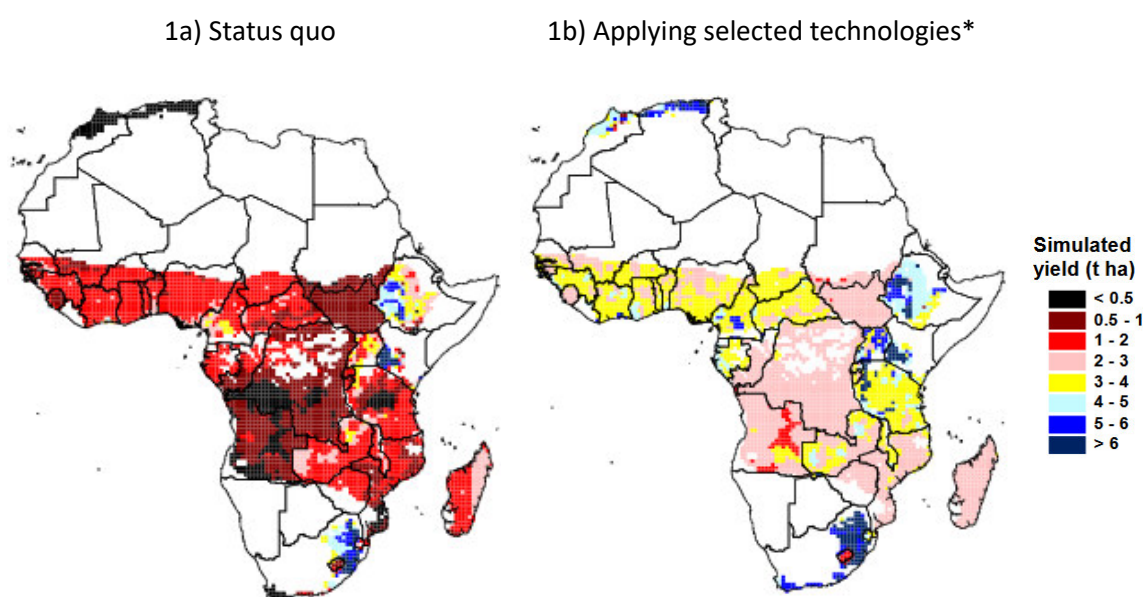 1a) Status quo
1b) Applying selected technologies*
Simulated
yield (t ha)
< 0.5
0.5 - 1
1 - 2
2 - 3
3 - 4
4 - 5
5 - 6
> 6